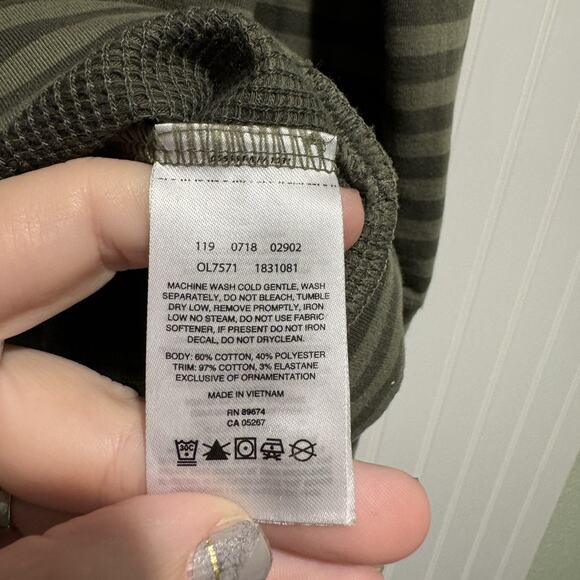 119 0718 02902
OL7571 1831081
MACHINE WASH COLD GENTLE, WASH
SEPARATELY, DO NOT BLEACH, TUMBLE
DRY LOW, REMOVE PROMPTLY, IRON
LOW NO STEAM, DO NOT USE FABRIC
SOFTENER, IF PRESENT DO NOT IRON
DECAL, DO NOT DRYCLEAN.
BODY: 60% COTTON, 40% POLYESTER
TRIM: 97% COTTON, 3% ELASTANE
EXCLUSIVE OF ORNAMENTATION
MADE IN VIETNAM
RN 89674
CA 05267
30C